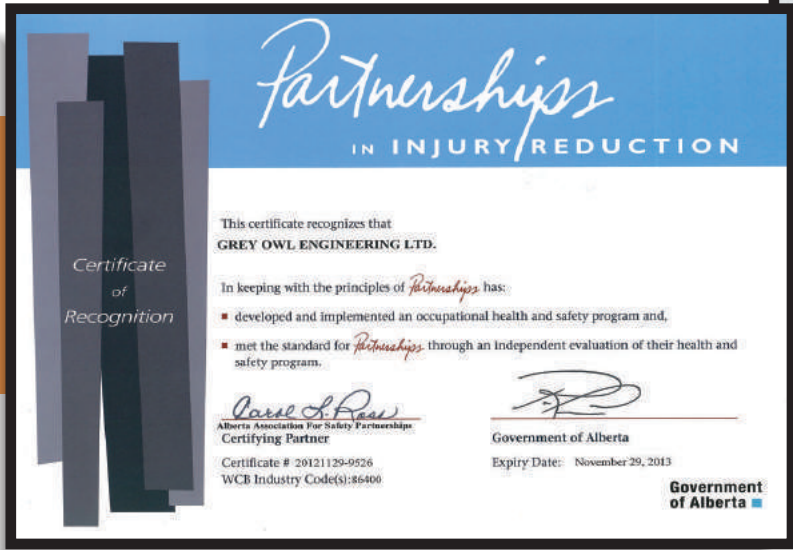 Partnerships
IN INJURY REDUCTION
Certificate
of
Recognition
This certificate recognizes that
GREY OWL ENGINEERING LTD.
In keeping with the principles of Partnerships has:
▪ developed and implemented an occupational health and safety program and,
▪ met the standard for Partnerships through an independent evaluation of their health and
safety program.
Carol L. Ross
Alberta Association For Safety Partnerships
Certifying Partner
Certificate # 20121129-9526
WCB Industry Code(s):86400
Government of Alberta
Expiry Date: November 29, 2013
Government
of Alberta